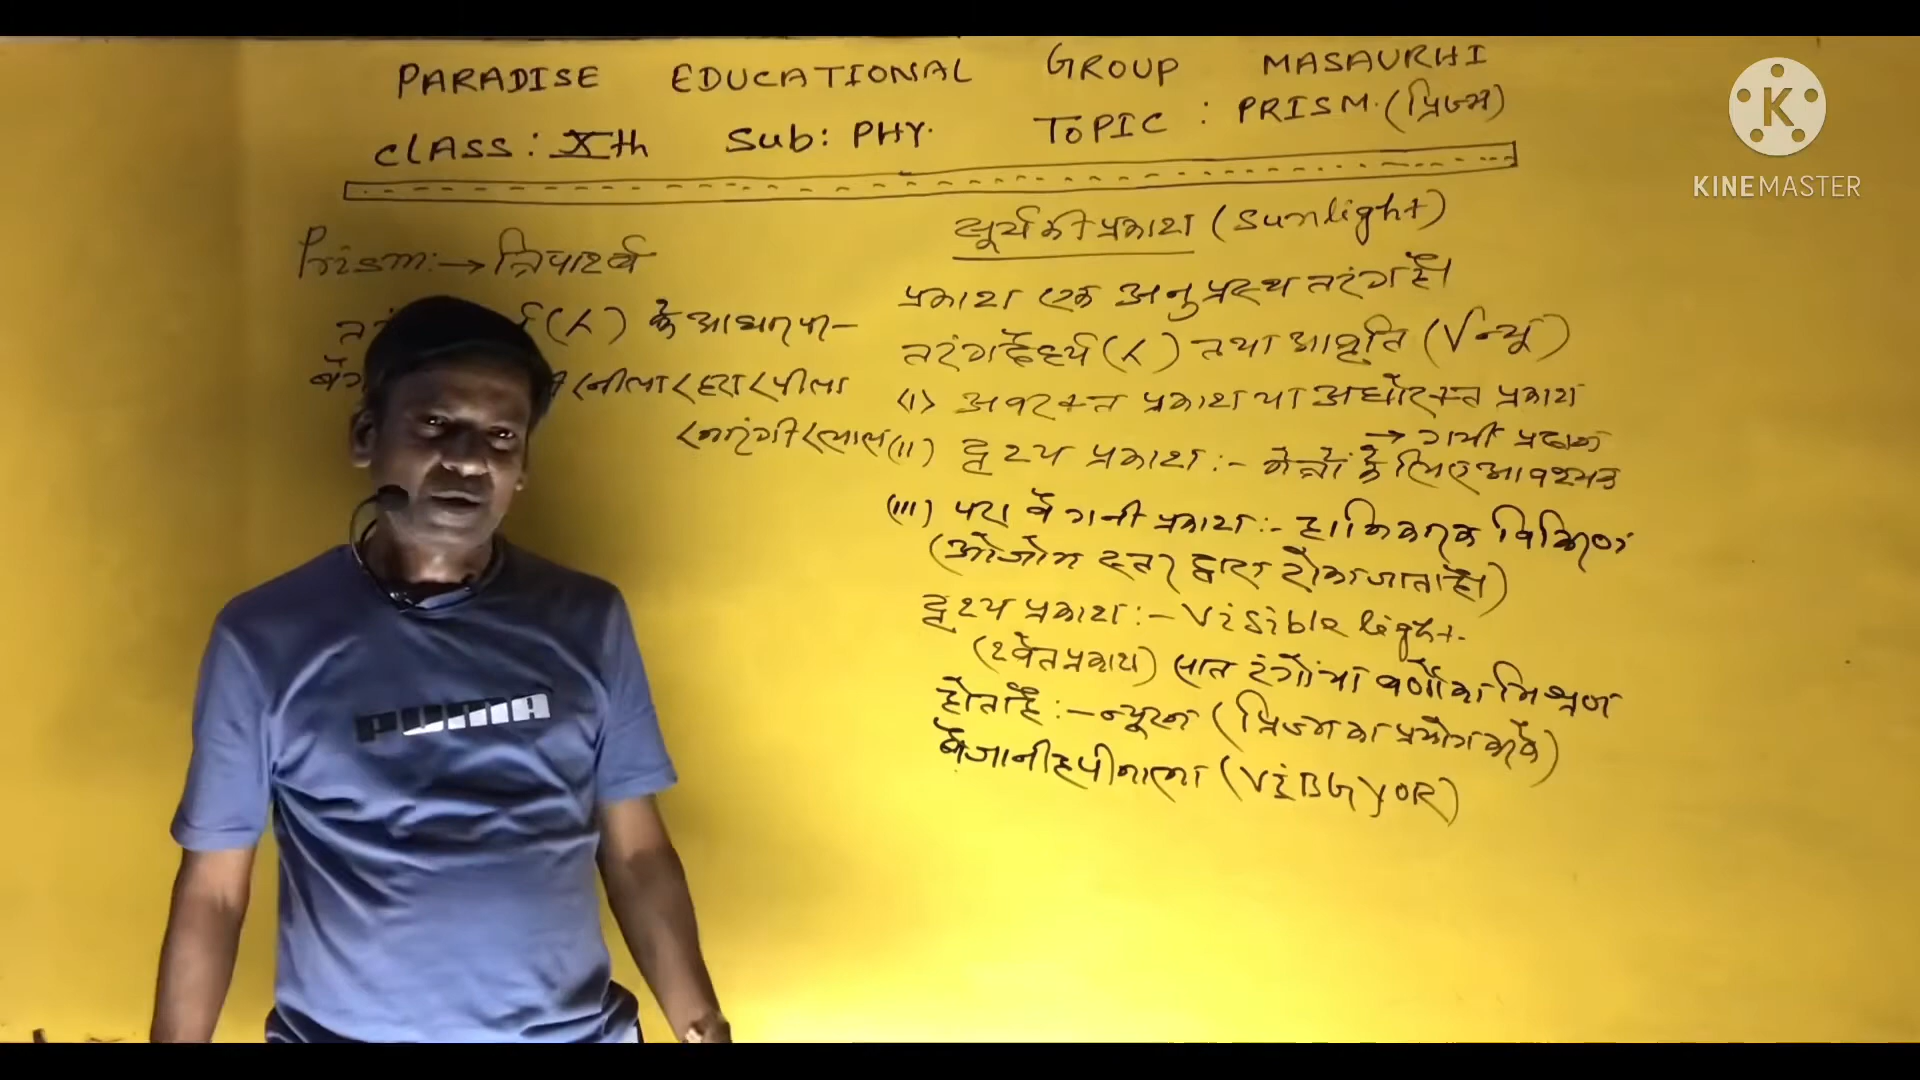 PARADISE EDUCATIONAL GROUP MASAURHI
CLASS: Xth Sub: PHY. TOPIC: PRISM. (प्रिज्म)
KINEMASTER
Prism:→ त्रिपार्श्व
(λ) के आधार पर–
<नीला<हरा<पीला
<नारंगी<लाल
सूर्य की प्रकाश (Sunlight)
प्रकाश एक अनुप्रस्थ तरंग है।
तरंगदैर्ध्य (λ) तथा आवृति (√न्यू)
(I) अवरक्त प्रकाश या अधोरक्त प्रकाश
→ गर्मी प्रदान
(II) दृश्य प्रकाश :- नेत्रों के लिए आवश्यक
(III) परा बैंगनी प्रकाश :- हानिकारक विकिरण
(ओजोन स्तर द्वारा रोका जाता है।)
दृश्य प्रकाश :- Visible light.
(श्वेत प्रकाश) सात रंगों या वर्णों का मिश्रण
होता है :- न्यूटन (प्रिज्म का प्रयोग करके)
बैजानीहपीनाला (VIBGYOR)
PUMA